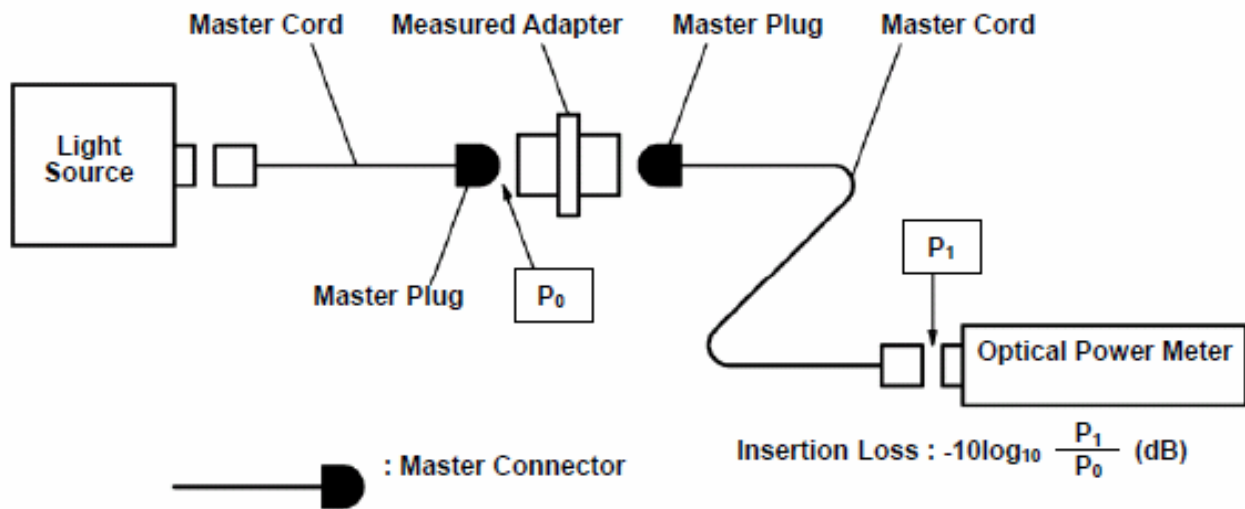 Master Cord
Measured Adapter
Master Plug
Master Cord
Light
Source
P₁
Master Plug
P₀
Optical Power Meter
Insertion Loss : -10log₁₀ P₁/P₀ (dB)
: Master Connector